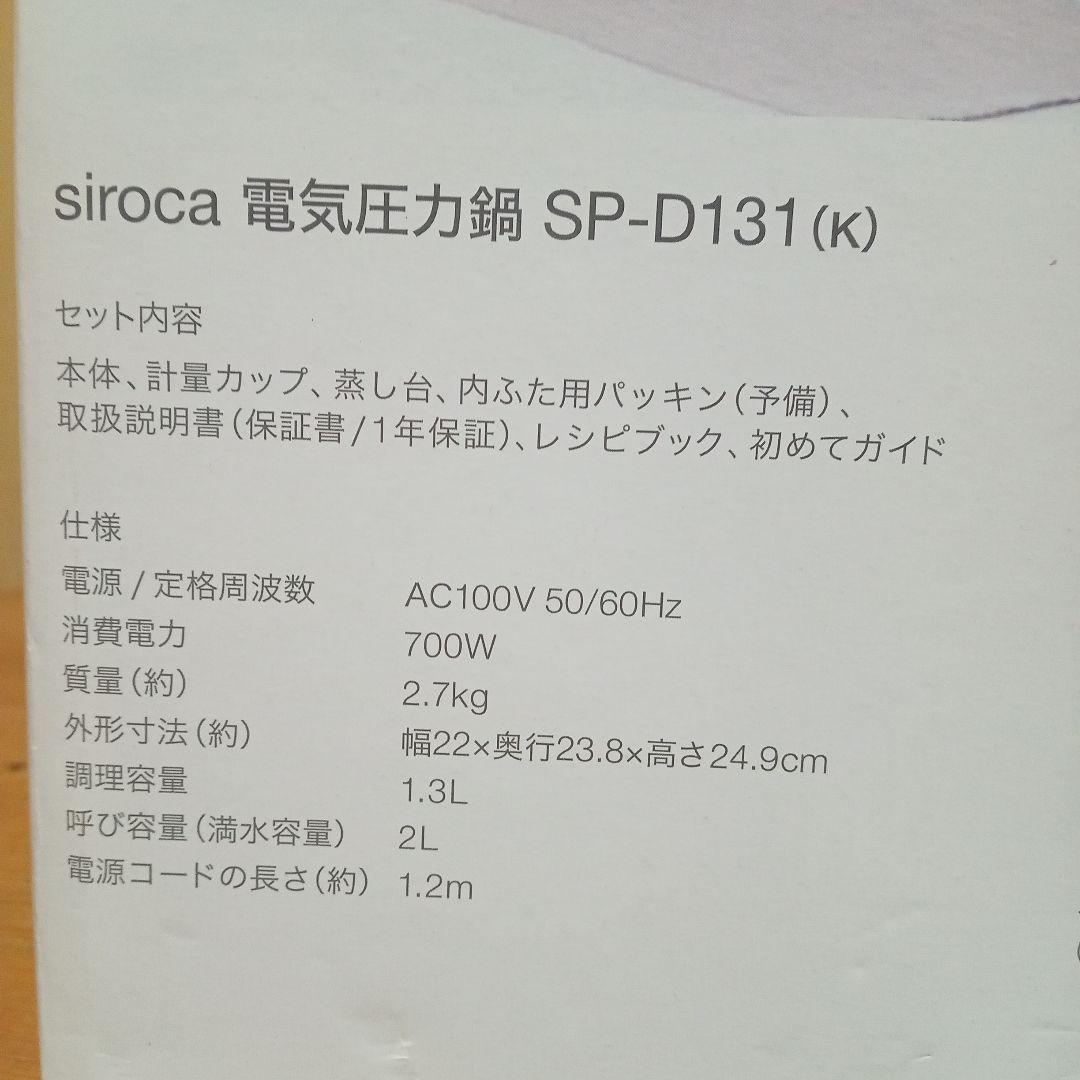 siroca 電気圧力鍋 SP-D131(K)
セット内容
本体、計量カップ、蒸し台、内ふた用パッキン(予備)、
取扱説明書(保証書/1年保証)、レシピブック、初めてガイド
仕様
電源 / 定格周波数 AC100V 50/60Hz
消費電力 700W
質量(約) 2.7kg
外形寸法(約) 幅22×奥行23.8×高さ24.9cm
調理容量 1.3L
呼び容量(満水容量) 2L
電源コードの長さ(約) 1.2m